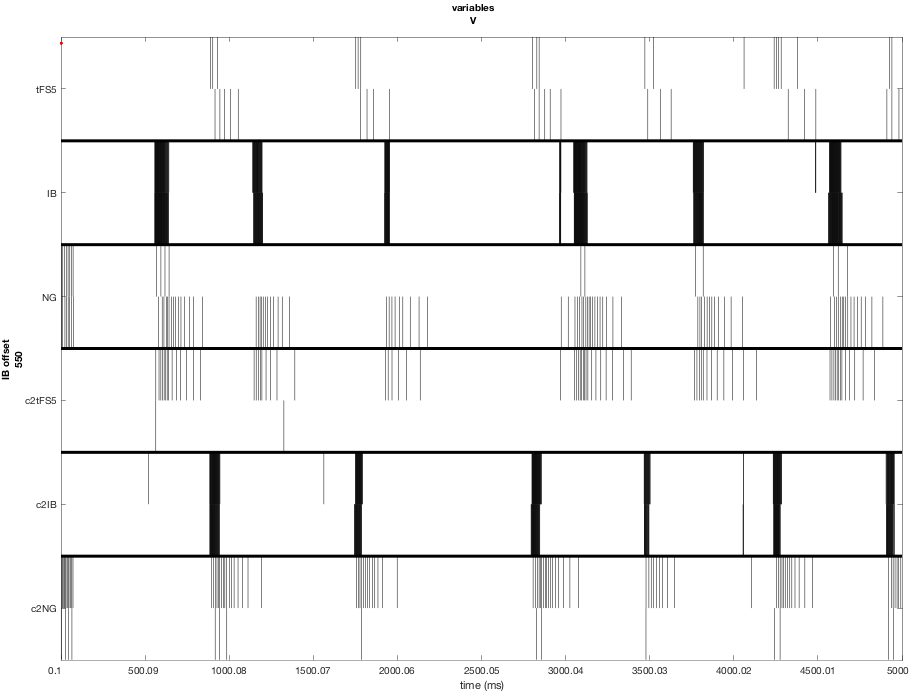 variables
V
tFS5
IB
NG
IB offset
550
c2tFS5
c2IB
c2NG
0.1 500.09 1000.08 1500.07 2000.06 2500.05 3000.04 3500.03 4000.02 4500.01 5000
time (ms)